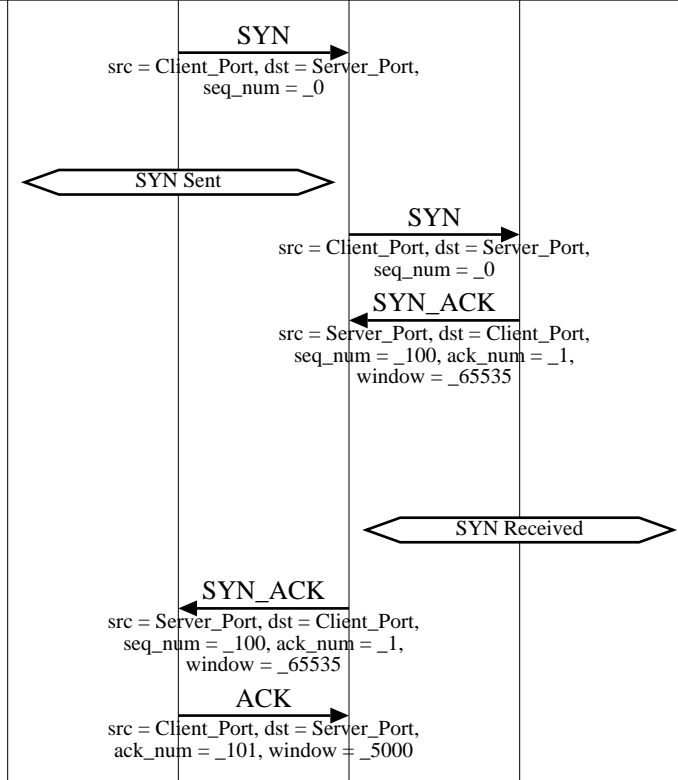 SYN
src = Client_Port, dst = Server_Port,
seq_num = _0
SYN Sent
SYN
src = Client_Port, dst = Server_Port,
seq_num = _0
SYN_ACK
src = Server_Port, dst = Client_Port,
seq_num = _100, ack_num = _1,
window = _65535
SYN Received
SYN_ACK
src = Server_Port, dst = Client_Port,
seq_num = _100, ack_num = _1,
window = _65535
ACK
src = Client_Port, dst = Server_Port,
ack_num = _101, window = _5000